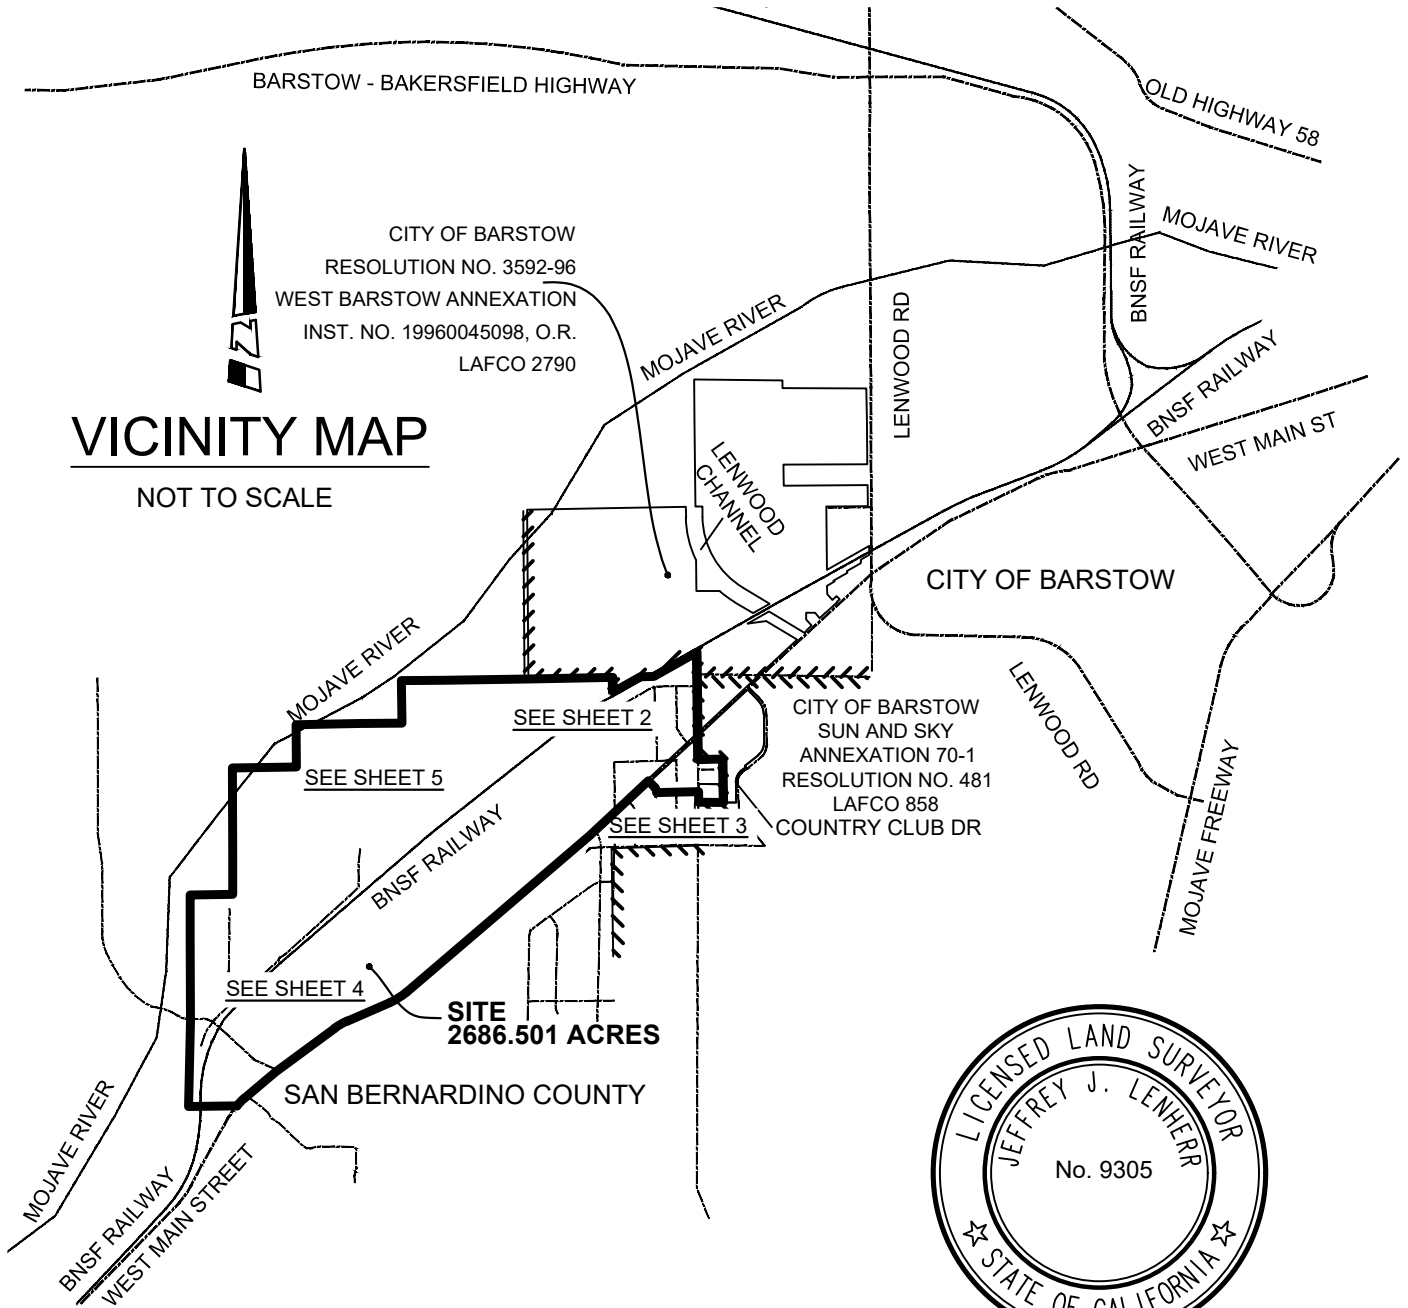 BARSTOW - BAKERSFIELD HIGHWAY
OLD HIGHWAY 58
BNSF RAILWAY
MOJAVE RIVER
CITY OF BARSTOW
RESOLUTION NO. 3592-96
WEST BARSTOW ANNEXATION
INST. NO. 19960045098, O.R.
LAFCO 2790
N
MOJAVE RIVER
LENWOOD RD
BNSF RAILWAY
WEST MAIN ST
VICINITY MAP
NOT TO SCALE
LENWOOD
CHANNEL
CITY OF BARSTOW
MOJAVE RIVER
LENWOOD RD
MOJAVE FREEWAY
SEE SHEET 2
CITY OF BARSTOW
SUN AND SKY
ANNEXATION 70-1
RESOLUTION NO. 481
LAFCO 858
COUNTRY CLUB DR
SEE SHEET 5
SEE SHEET 3
BNSF RAILWAY
SEE SHEET 4
SITE
2686.501 ACRES
SAN BERNARDINO COUNTY
MOJAVE RIVER
BNSF RAILWAY
WEST MAIN STREET
LICENSED LAND SURVEYOR
JEFFREY J. LENHERR
No. 9305
STATE OF CALIFORNIA